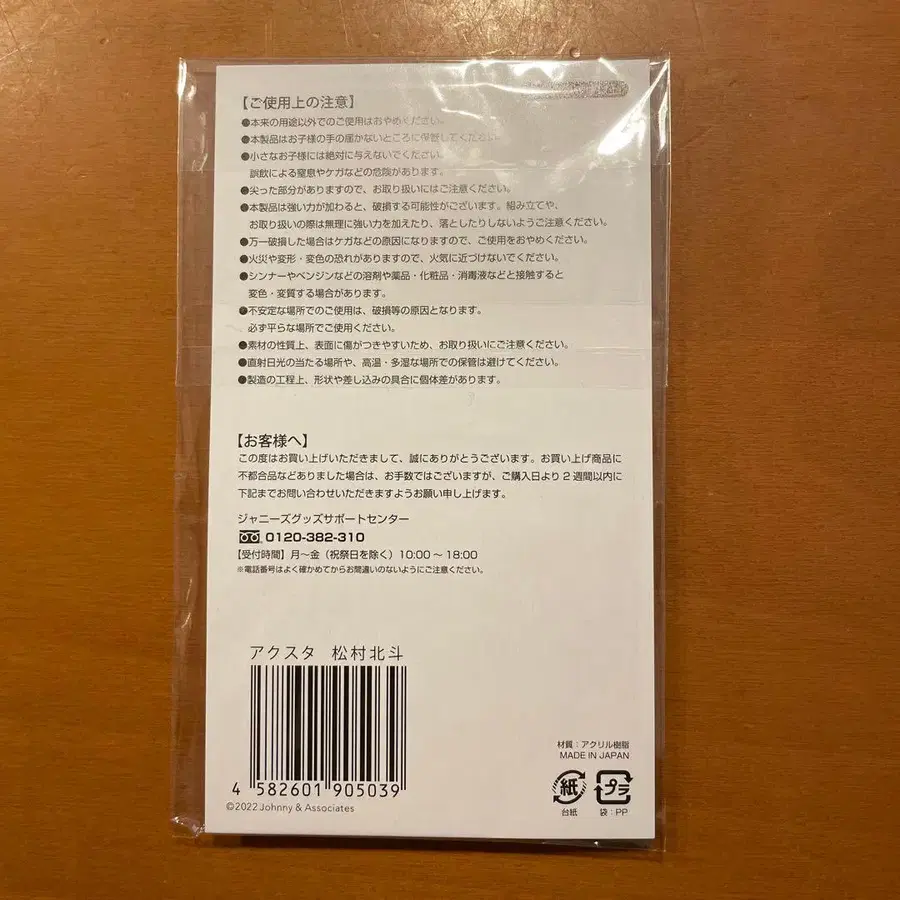 【ご使用上の注意】
●本来の用途以外でのご使用はおやめください。
●本製品はお子様の手の届かないところに保管してください。
●小さなお子様には絶対に与えないでください。
誤飲による窒息やケガなどの危険があります。
●尖った部分がありますので、お取り扱いにはご注意ください。
●本製品は強い力が加わると、破損する可能性がございます。組み立てや、
お取り扱いの際は無理に強い力を加えたり、落としたりしないようご注意ください。
●万一破損した場合はケガなどの原因になりますので、ご使用をおやめください。
●火災や変形・変色の恐れがありますので、火気に近づけないでください。
●シンナーやベンジンなどの溶剤や薬品・化粧品・消毒液などと接触すると
変色・変質する場合があります。
●不安定な場所でのご使用は、破損等の原因となります。
必ず平らな場所でご使用ください。
●素材の性質上、表面に傷がつきやすいため、お取り扱いにご注意ください。
●直射日光の当たる場所や、高温・多湿な場所での保管は避けてください。
●製造の工程上、形状や差し込みの具合に個体差があります。
【お客様へ】
この度はお買い上げいただきまして、誠にありがとうございます。お買い上げ商品に
不都合品などありました場合は、お手数ではございますが、ご購入日より2週間以内に
下記までお問い合わせいただきますようお願い申し上げます。
ジャニーズグッズサポートセンター
0120-382-310
【受付時間】月～金（祝祭日を除く）10:00～18:00
※電話番号はよく確かめてからお間違いのないようにご注意ください。
アクスタ 松村北斗
4 582601 905039
©2022 Johnny & Associates
材質：アクリル樹脂
MADE IN JAPAN
紙 プラ
台紙 袋：PP